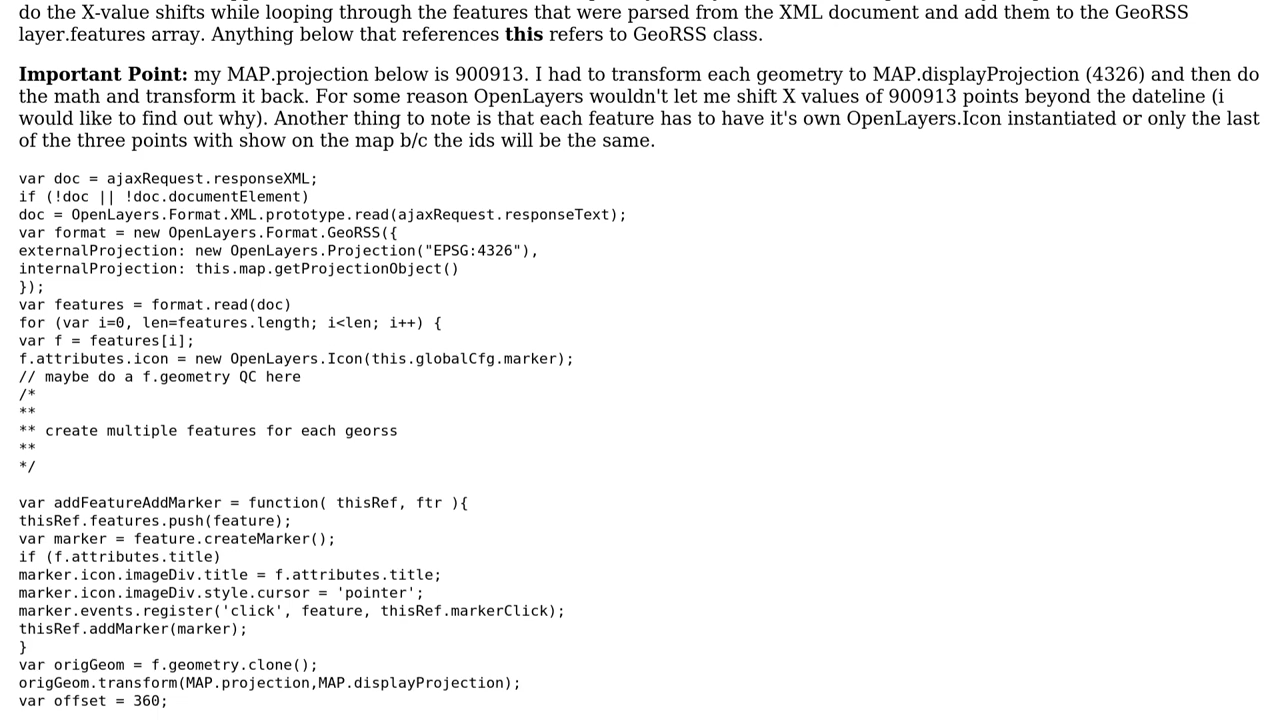 do the X-value shifts while looping through the features that were parsed from the XML document and add them to the GeoRSS
layer.features array. Anything below that references this refers to GeoRSS class.
Important Point: my MAP.projection below is 900913. I had to transform each geometry to MAP.displayProjection (4326) and then do
the math and transform it back. For some reason OpenLayers wouldn't let me shift X values of 900913 points beyond the dateline (i
would like to find out why). Another thing to note is that each feature has to have it's own OpenLayers.Icon instantiated or only the last
of the three points with show on the map b/c the ids will be the same.
var doc = ajaxRequest.responseXML;
if (!doc || !doc.documentElement)
doc = OpenLayers.Format.XML.prototype.read(ajaxRequest.responseText);
var format = new OpenLayers.Format.GeoRSS({
externalProjection: new OpenLayers.Projection("EPSG:4326"),
internalProjection: this.map.getProjectionObject()
});
var features = format.read(doc)
for (var i=0, len=features.length; i<len; i++) {
var f = features[i];
f.attributes.icon = new OpenLayers.Icon(this.globalCfg.marker);
// maybe do a f.geometry QC here
/*
**
** create multiple features for each georss
**
*/
var addFeatureAddMarker = function( thisRef, ftr ){
thisRef.features.push(feature);
var marker = feature.createMarker();
if (f.attributes.title)
marker.icon.imageDiv.title = f.attributes.title;
marker.icon.imageDiv.style.cursor = 'pointer';
marker.events.register('click', feature, thisRef.markerClick);
thisRef.addMarker(marker);
}
var origGeom = f.geometry.clone();
origGeom.transform(MAP.projection,MAP.displayProjection);
var offset = 360;